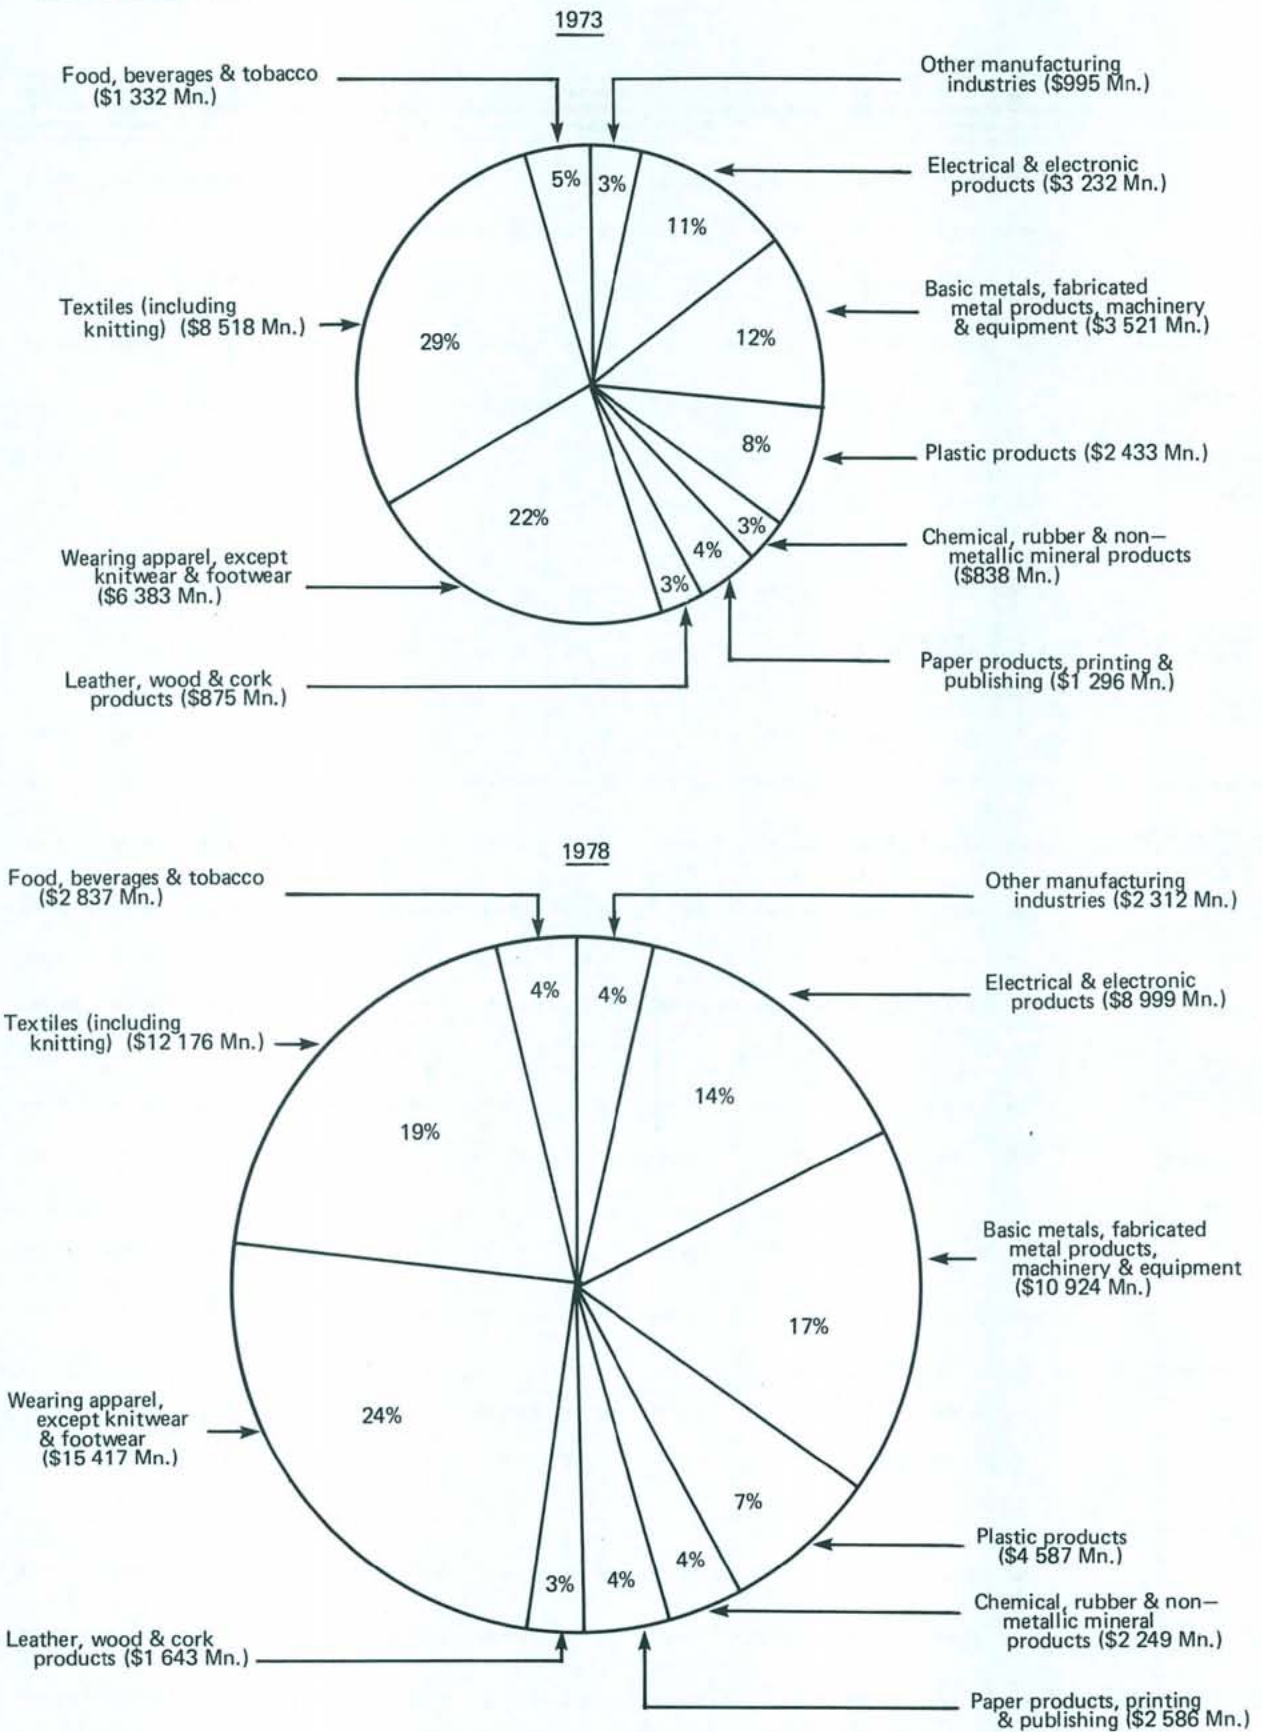 1973
Food, beverages & tobacco
($1 332 Mn.)
Other manufacturing
industries ($995 Mn.)
Electrical & electronic
products ($3 232 Mn.)
5%
3%
11%
Basic metals, fabricated
metal products, machinery
& equipment ($3 521 Mn.)
Textiles (including
knitting) ($8 518 Mn.)
29%
12%
8%
Plastic products ($2 433 Mn.)
22%
3%
4%
3%
Chemical, rubber & non–
metallic mineral products
($838 Mn.)
Wearing apparel, except
knitwear & footwear
($6 383 Mn.)
Paper products, printing &
publishing ($1 296 Mn.)
Leather, wood & cork
products ($875 Mn.)
1978
Food, beverages & tobacco
($2 837 Mn.)
Other manufacturing
industries ($2 312 Mn.)
Electrical & electronic
products ($8 999 Mn.)
4%
4%
Textiles (including
knitting) ($12 176 Mn.)
14%
19%
Basic metals, fabricated
metal products,
machinery & equipment
($10 924 Mn.)
17%
Wearing apparel,
except knitwear
& footwear
($15 417 Mn.)
24%
7%
4%
4%
3%
Plastic products
($4 587 Mn.)
Chemical, rubber & non–
metallic mineral
products ($2 249 Mn.)
Leather, wood & cork
products ($1 643 Mn.)
Paper products, printing
& publishing ($2 586 Mn.)